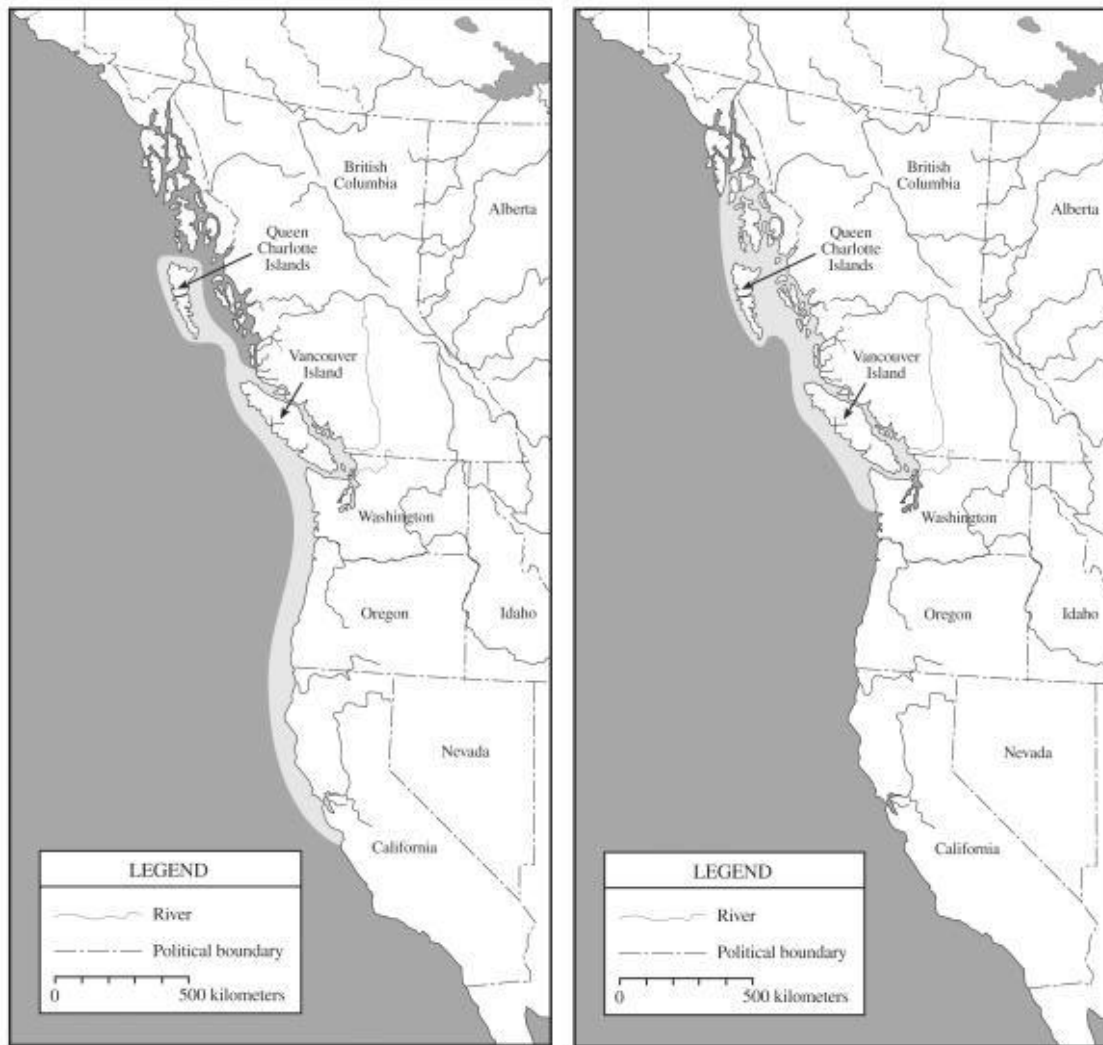 British
Columbia
Alberta
Queen
Charlotte
Islands
Vancouver
Island
Washington
Oregon
Idaho
Nevada
California
LEGEND
River
Political boundary
0 500 kilometers
British
Columbia
Alberta
Queen
Charlotte
Islands
Vancouver
Island
Washington
Oregon
Idaho
Nevada
California
LEGEND
River
Political boundary
0 500 kilometers